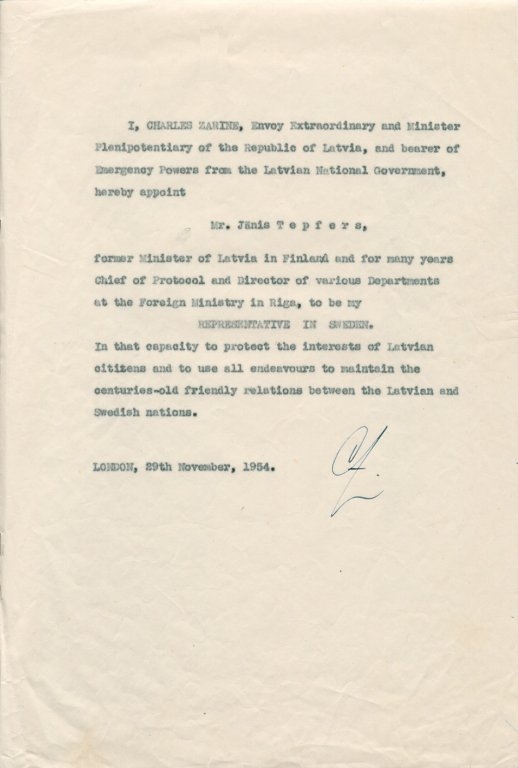 I, CHARLES ZARINE, Envoy Extraordinary and Minister
Plenipotentiary of the Republic of Latvia, and bearer of
Emergency Powers from the Latvian National Government,
hereby appoint
Mr. Jānis T e p f e r s,
former Minister of Latvia in Finland and for many years
Chief of Protocol and Director of various Departments
at the Foreign Ministry in Riga, to be my
REPRESENTATIVE IN SWEDEN.
In that capacity to protect the interests of Latvian
citizens and to use all endeavours to maintain the
centuries-old friendly relations between the Latvian and
Swedish nations.
LONDON, 29th November, 1954.
CZ.